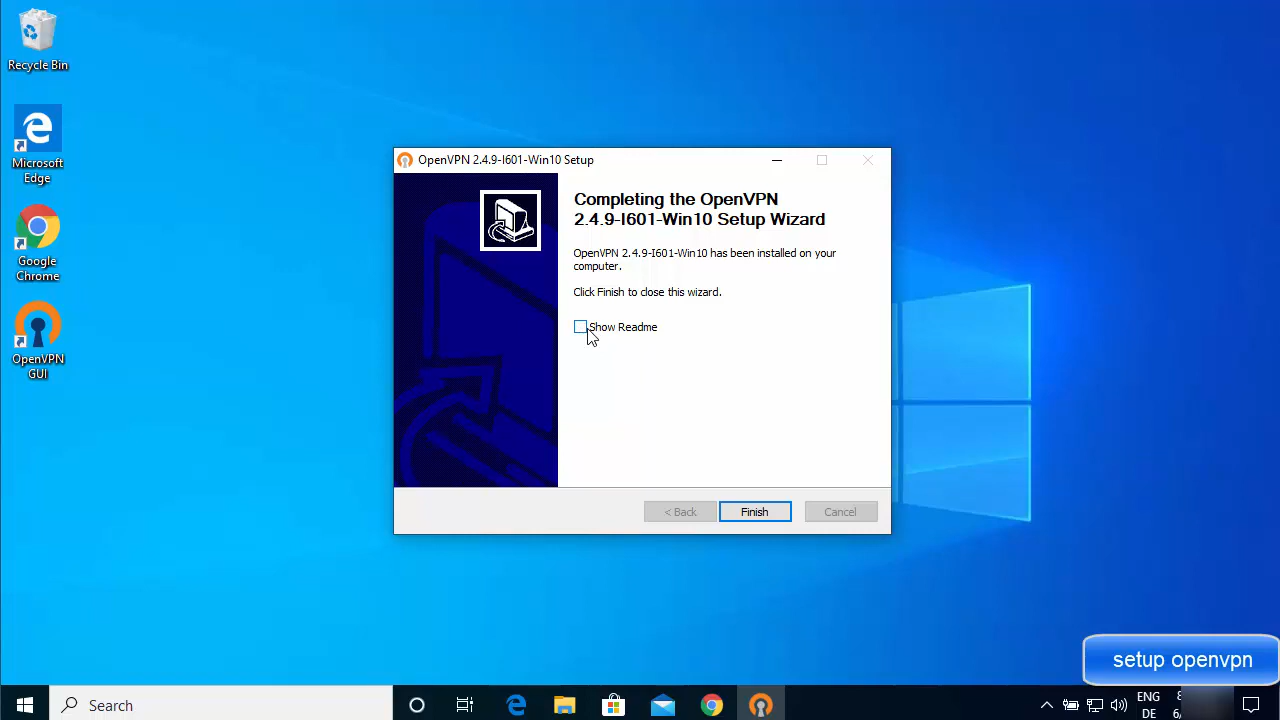 Recycle Bin
Microsoft
Edge
Google
Chrome
OpenVPN
GUI
OpenVPN 2.4.9-I601-Win10 Setup
Completing the OpenVPN
2.4.9-I601-Win10 Setup Wizard
OpenVPN 2.4.9-I601-Win10 has been installed on your
computer.
Click Finish to close this wizard.
Show Readme
< Back
Finish
Cancel
setup openvpn
Search
ENG
DE